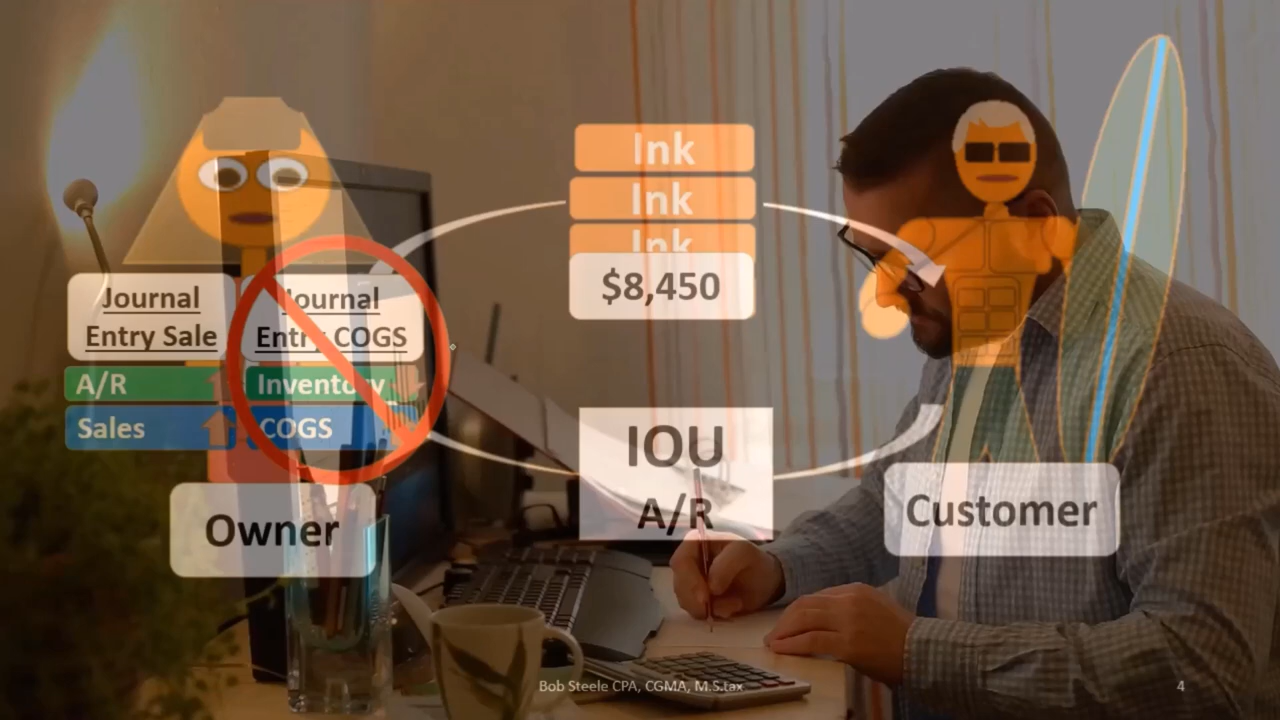 Ink
Ink
Ink
$8,450
Journal
Entry Sale
A/R
Sales
Journal
Entry COGS
Inventory
COGS
IOU
A/R
Owner
Customer
Bob Steele CPA, CGMA, M.S.tax
4